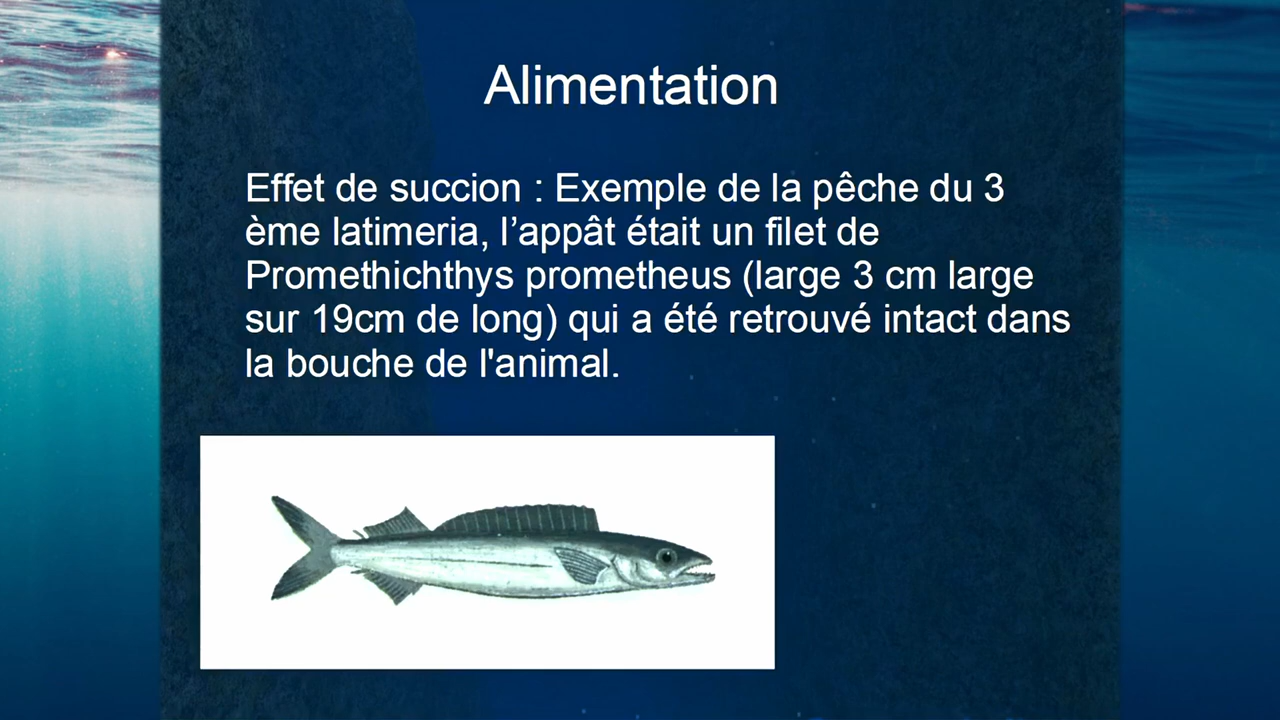 Alimentation
Effet de succion : Exemple de la pêche du 3
ème latimeria, l’appât était un filet de
Promethichthys prometheus (large 3 cm large
sur 19cm de long) qui a été retrouvé intact dans
la bouche de l'animal.